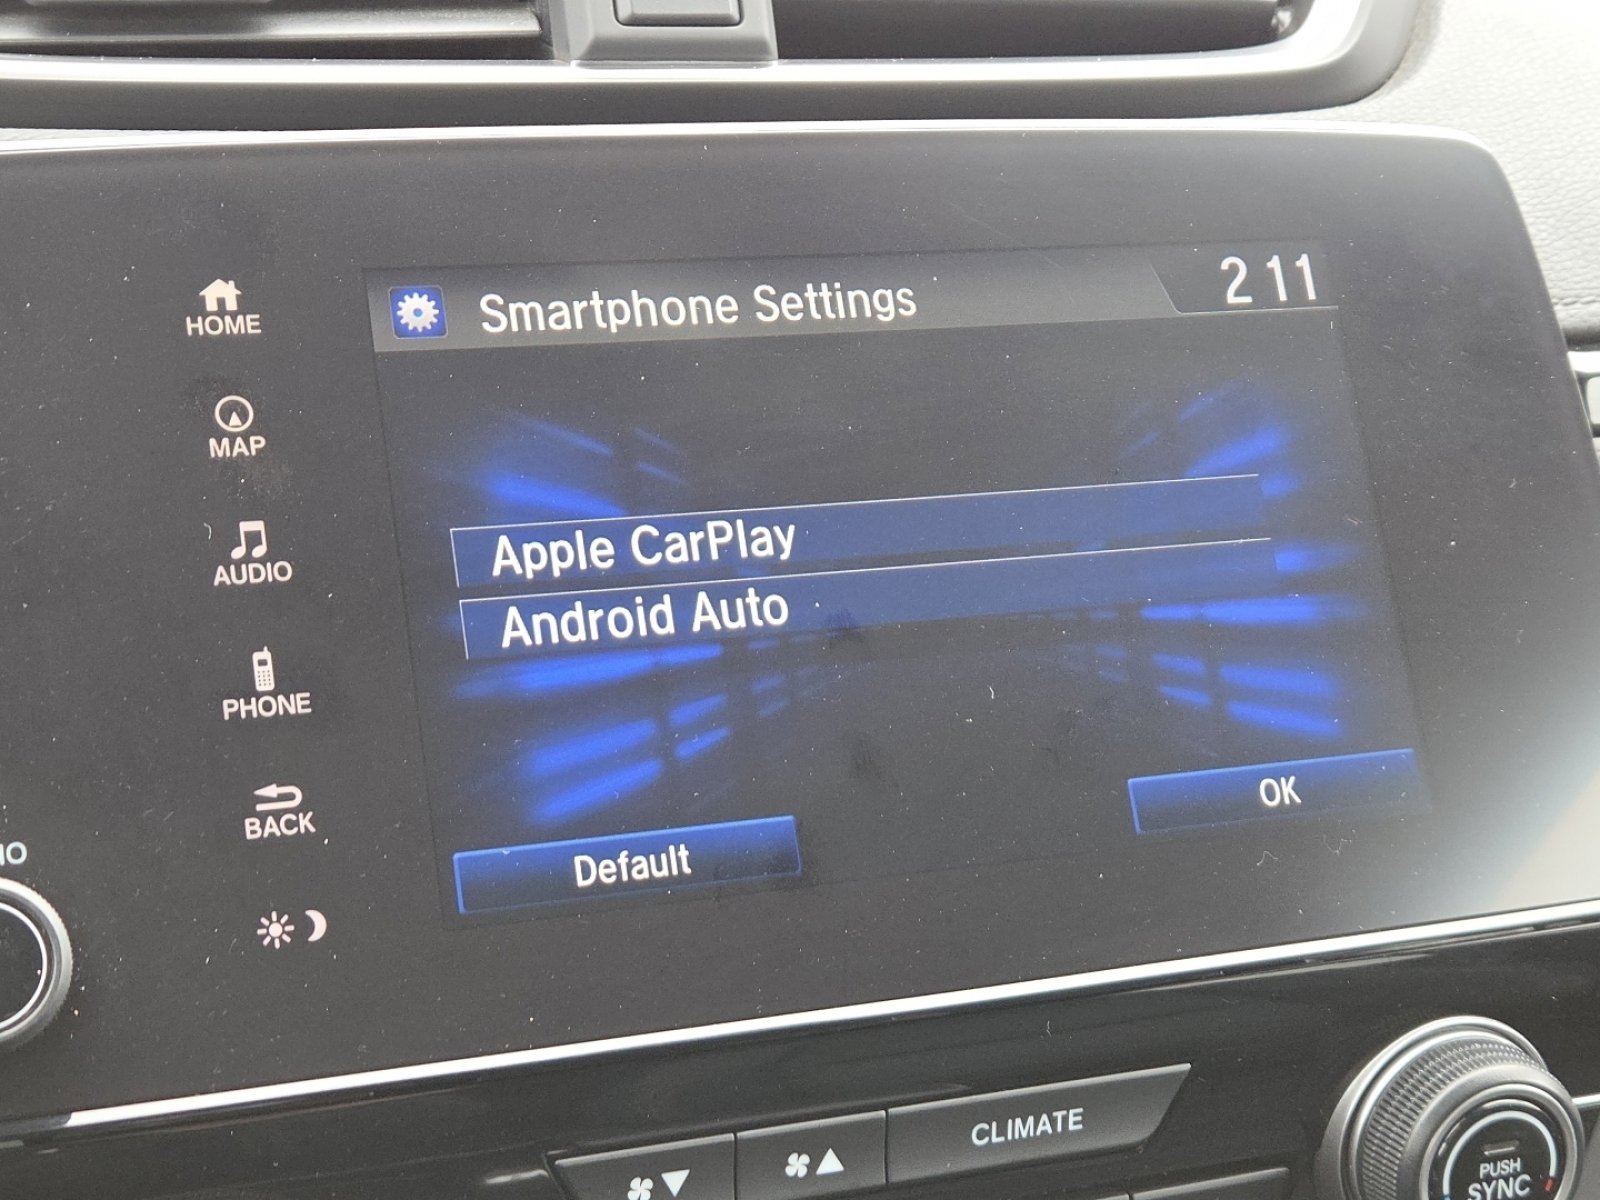 Smartphone Settings
2 11
HOME
MAP
AUDIO
PHONE
BACK
Apple CarPlay
Android Auto
Default
OK
CLIMATE
PUSH
SYNC